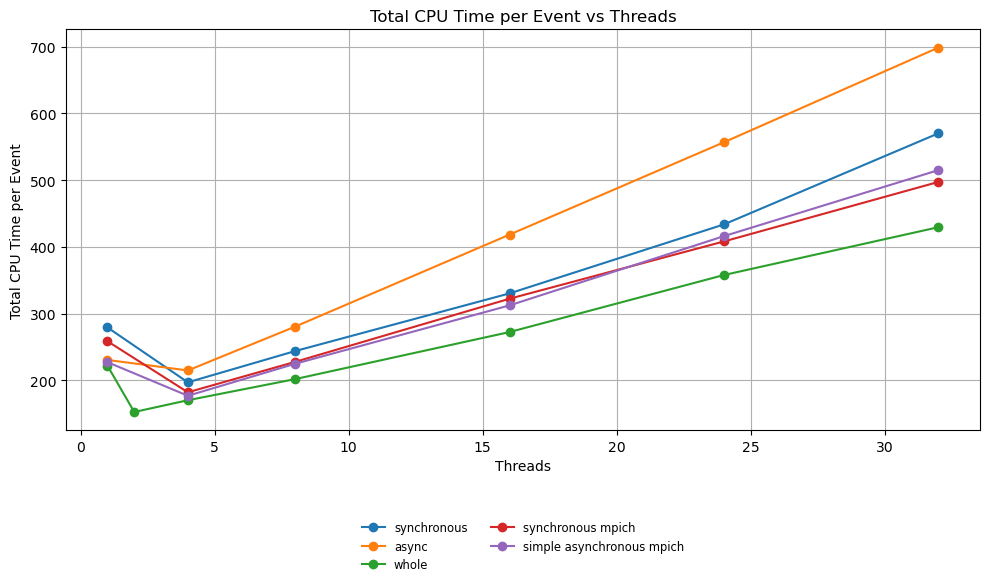 Total CPU Time per Event vs Threads
Total CPU Time per Event
700
600
500
400
300
200
0 5 10 15 20 25 30
Threads
synchronous
async
whole
synchronous mpich
simple asynchronous mpich